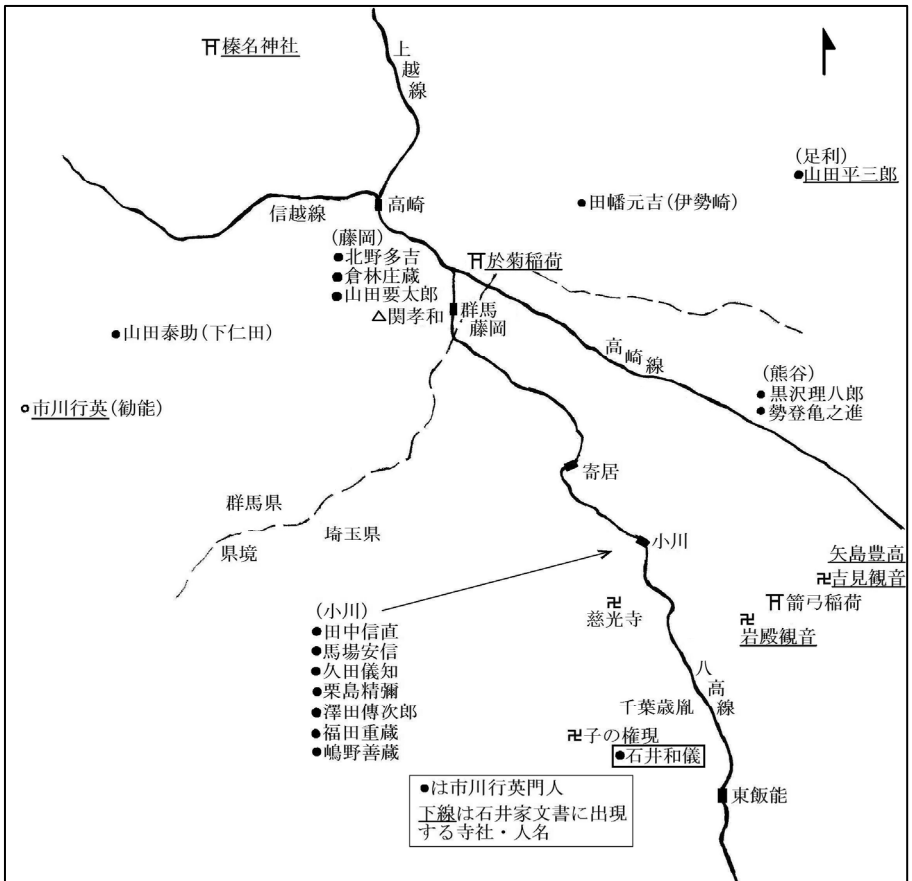 榛名神社
上越線
(足利)
●山田平三郎
高崎
信越線
●田幡元吉(伊勢崎)
(藤岡)
●北野多吉
●倉林庄蔵
●山田要太郎
△関孝和
於菊稲荷
群馬
藤岡
●山田泰助(下仁田)
高崎線
(熊谷)
●黒沢理八郎
●勢登亀之進
○市川行英(勧能)
寄居
群馬県
県境
埼玉県
小川
矢島豊高
卍吉見観音
箭弓稲荷
卍
岩殿観音
卍
慈光寺
(小川)
●田中信直
●馬場安信
●久田儀知
●栗島精彌
●澤田傳次郎
●福田重蔵
●嶋野善蔵
八高線
千葉歳胤
卍子の権現
●石井和儀
東飯能
●は市川行英門人
下線は石井家文書に出現
する寺社・人名